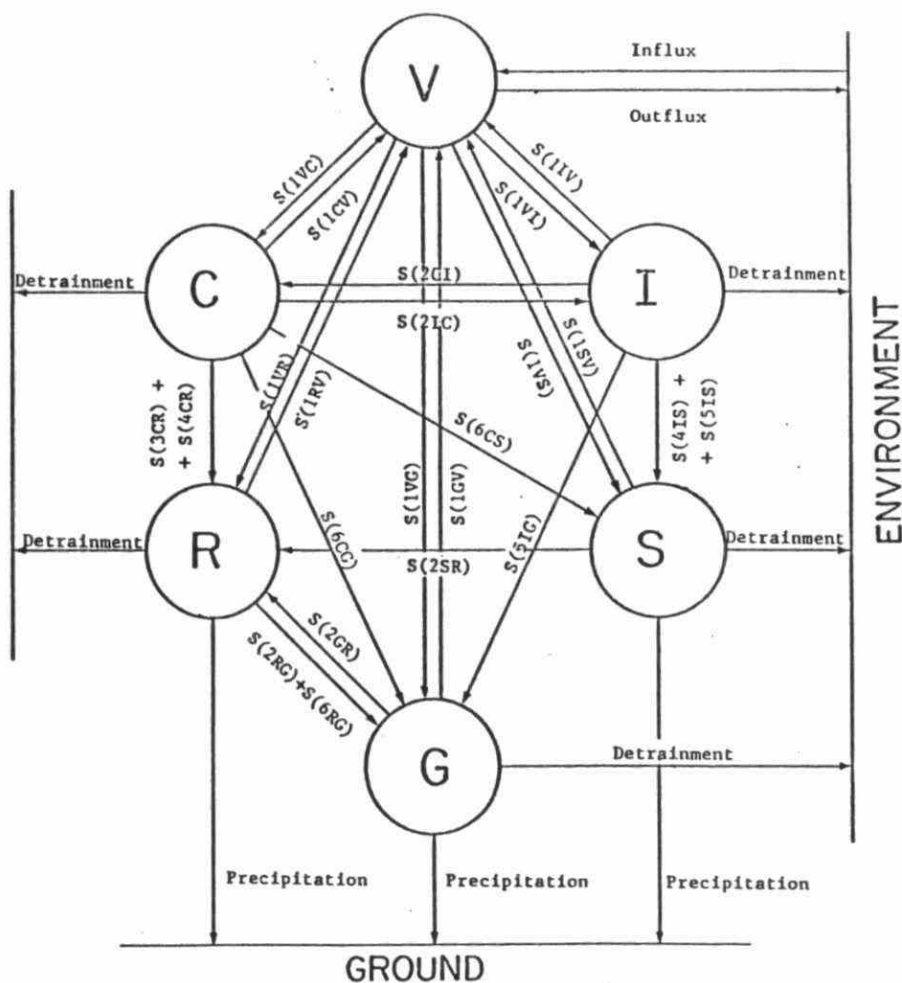 V
Influx
Outflux
S(1VC)
S(1CV)
S(1IV)
S(1VI)
C
I
Detrainment
S(2CI)
Detrainment
S(2IC)
S(1VR)
S(1RV)
S(1VS)
S(1SV)
S(3CR) +
+ S(4CR)
S(6CS)
S(4IS) +
+ S(5IS)
ENVIRONMENT
S(1VG)
S(1GV)
R
S
Detrainment
S(6CG)
S(2SR)
S(5IG)
Detrainment
S(2GR)
S(2RG)+S(6RG)
G
Detrainment
Precipitation
Precipitation
Precipitation
GROUND